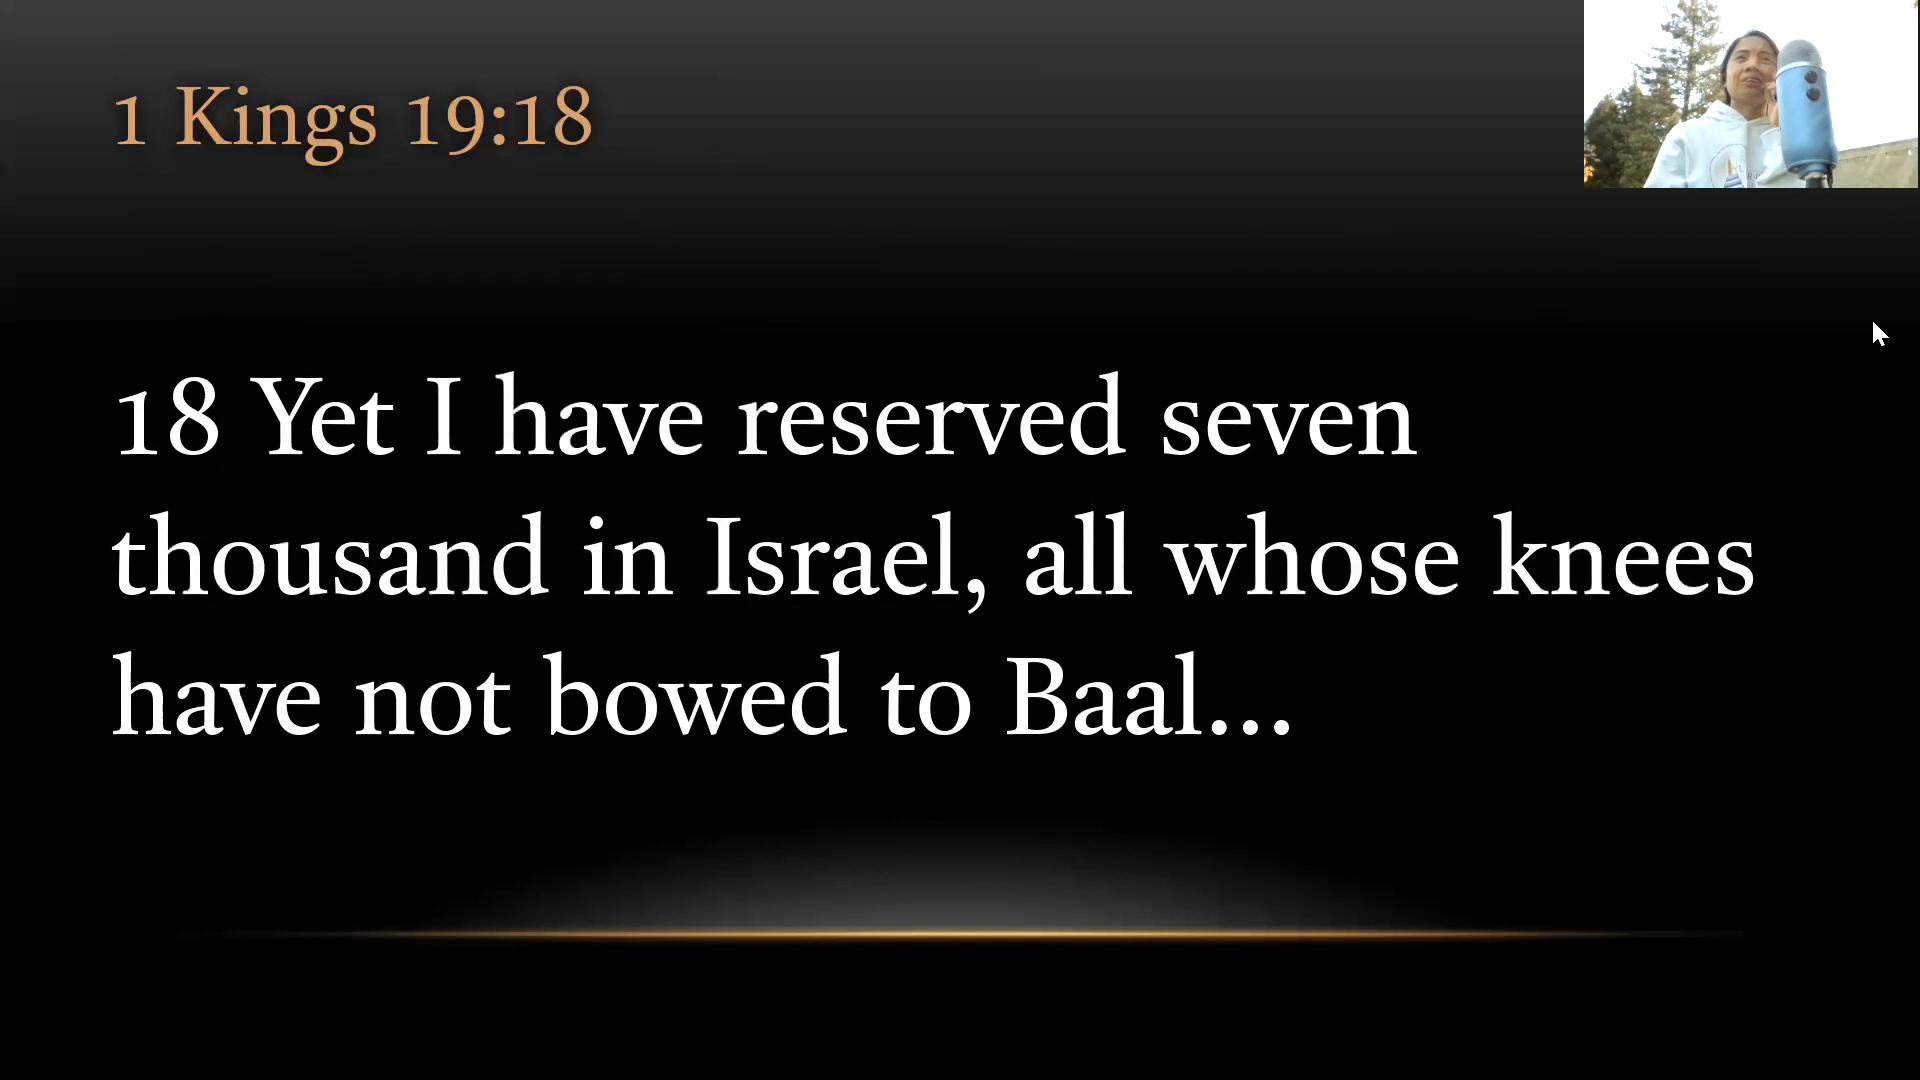 1 Kings 19:18
18 Yet I have reserved seven
thousand in Israel, all whose knees
have not bowed to Baal...